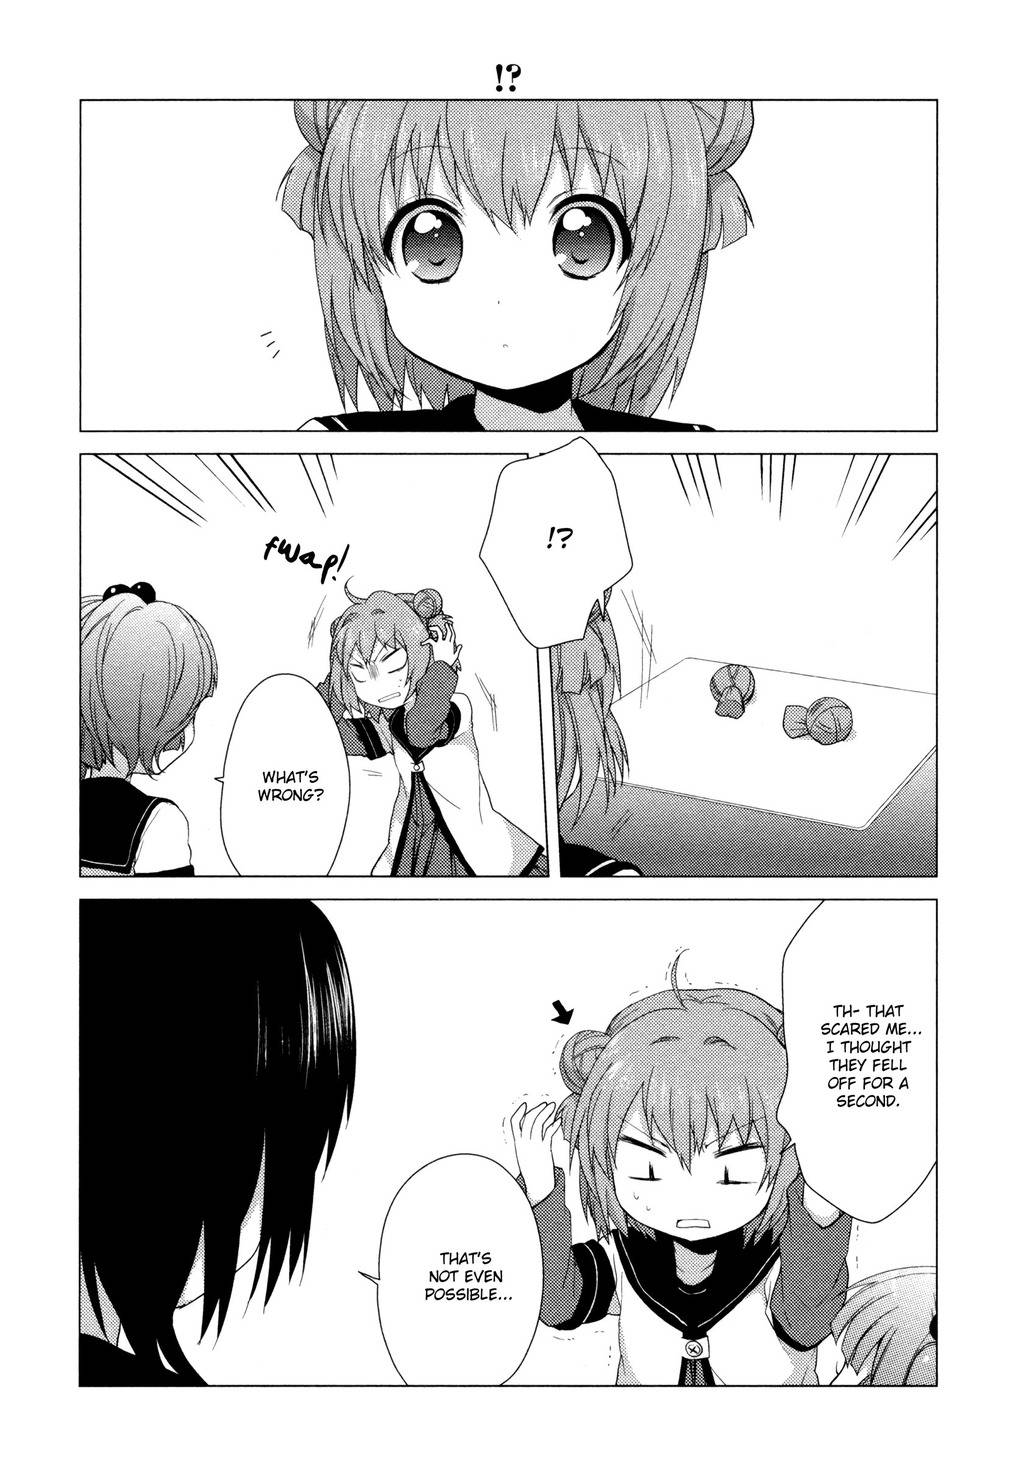 !?
!?
fwap!
WHAT'S
WRONG?
TH- THAT
SCARED ME...
I THOUGHT
THEY FELL
OFF FOR A
SECOND.
THAT'S
NOT EVEN
POSSIBLE...